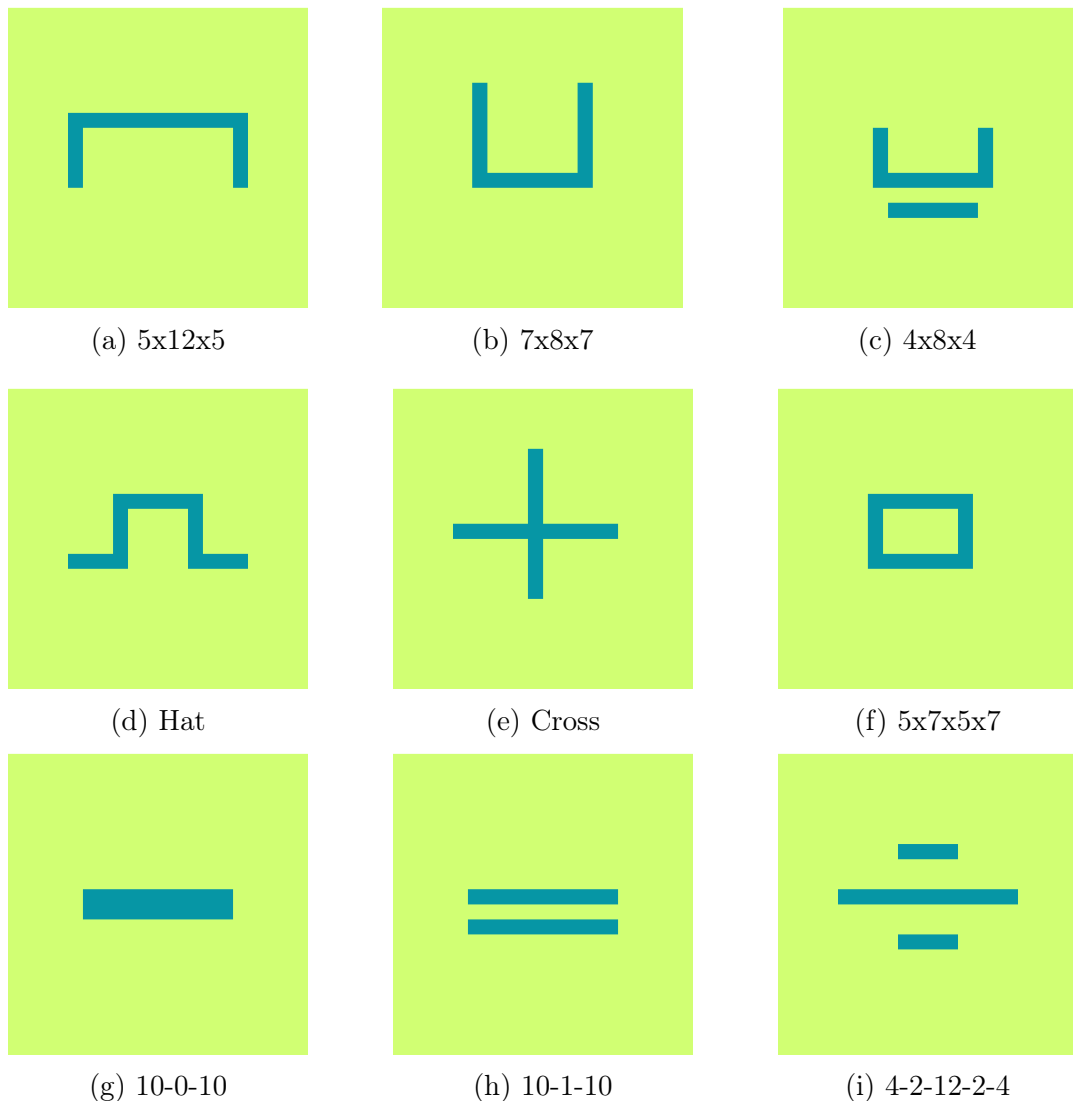 (a) 5x12x5
(b) 7x8x7
(c) 4x8x4
(d) Hat
(e) Cross
(f) 5x7x5x7
(g) 10-0-10
(h) 10-1-10
(i) 4-2-12-2-4